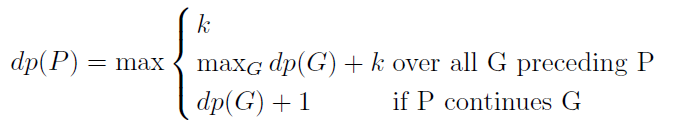 k
dp(P) = max { max_G dp(G) + k over all G preceding P
dp(G) + 1 if P continues G